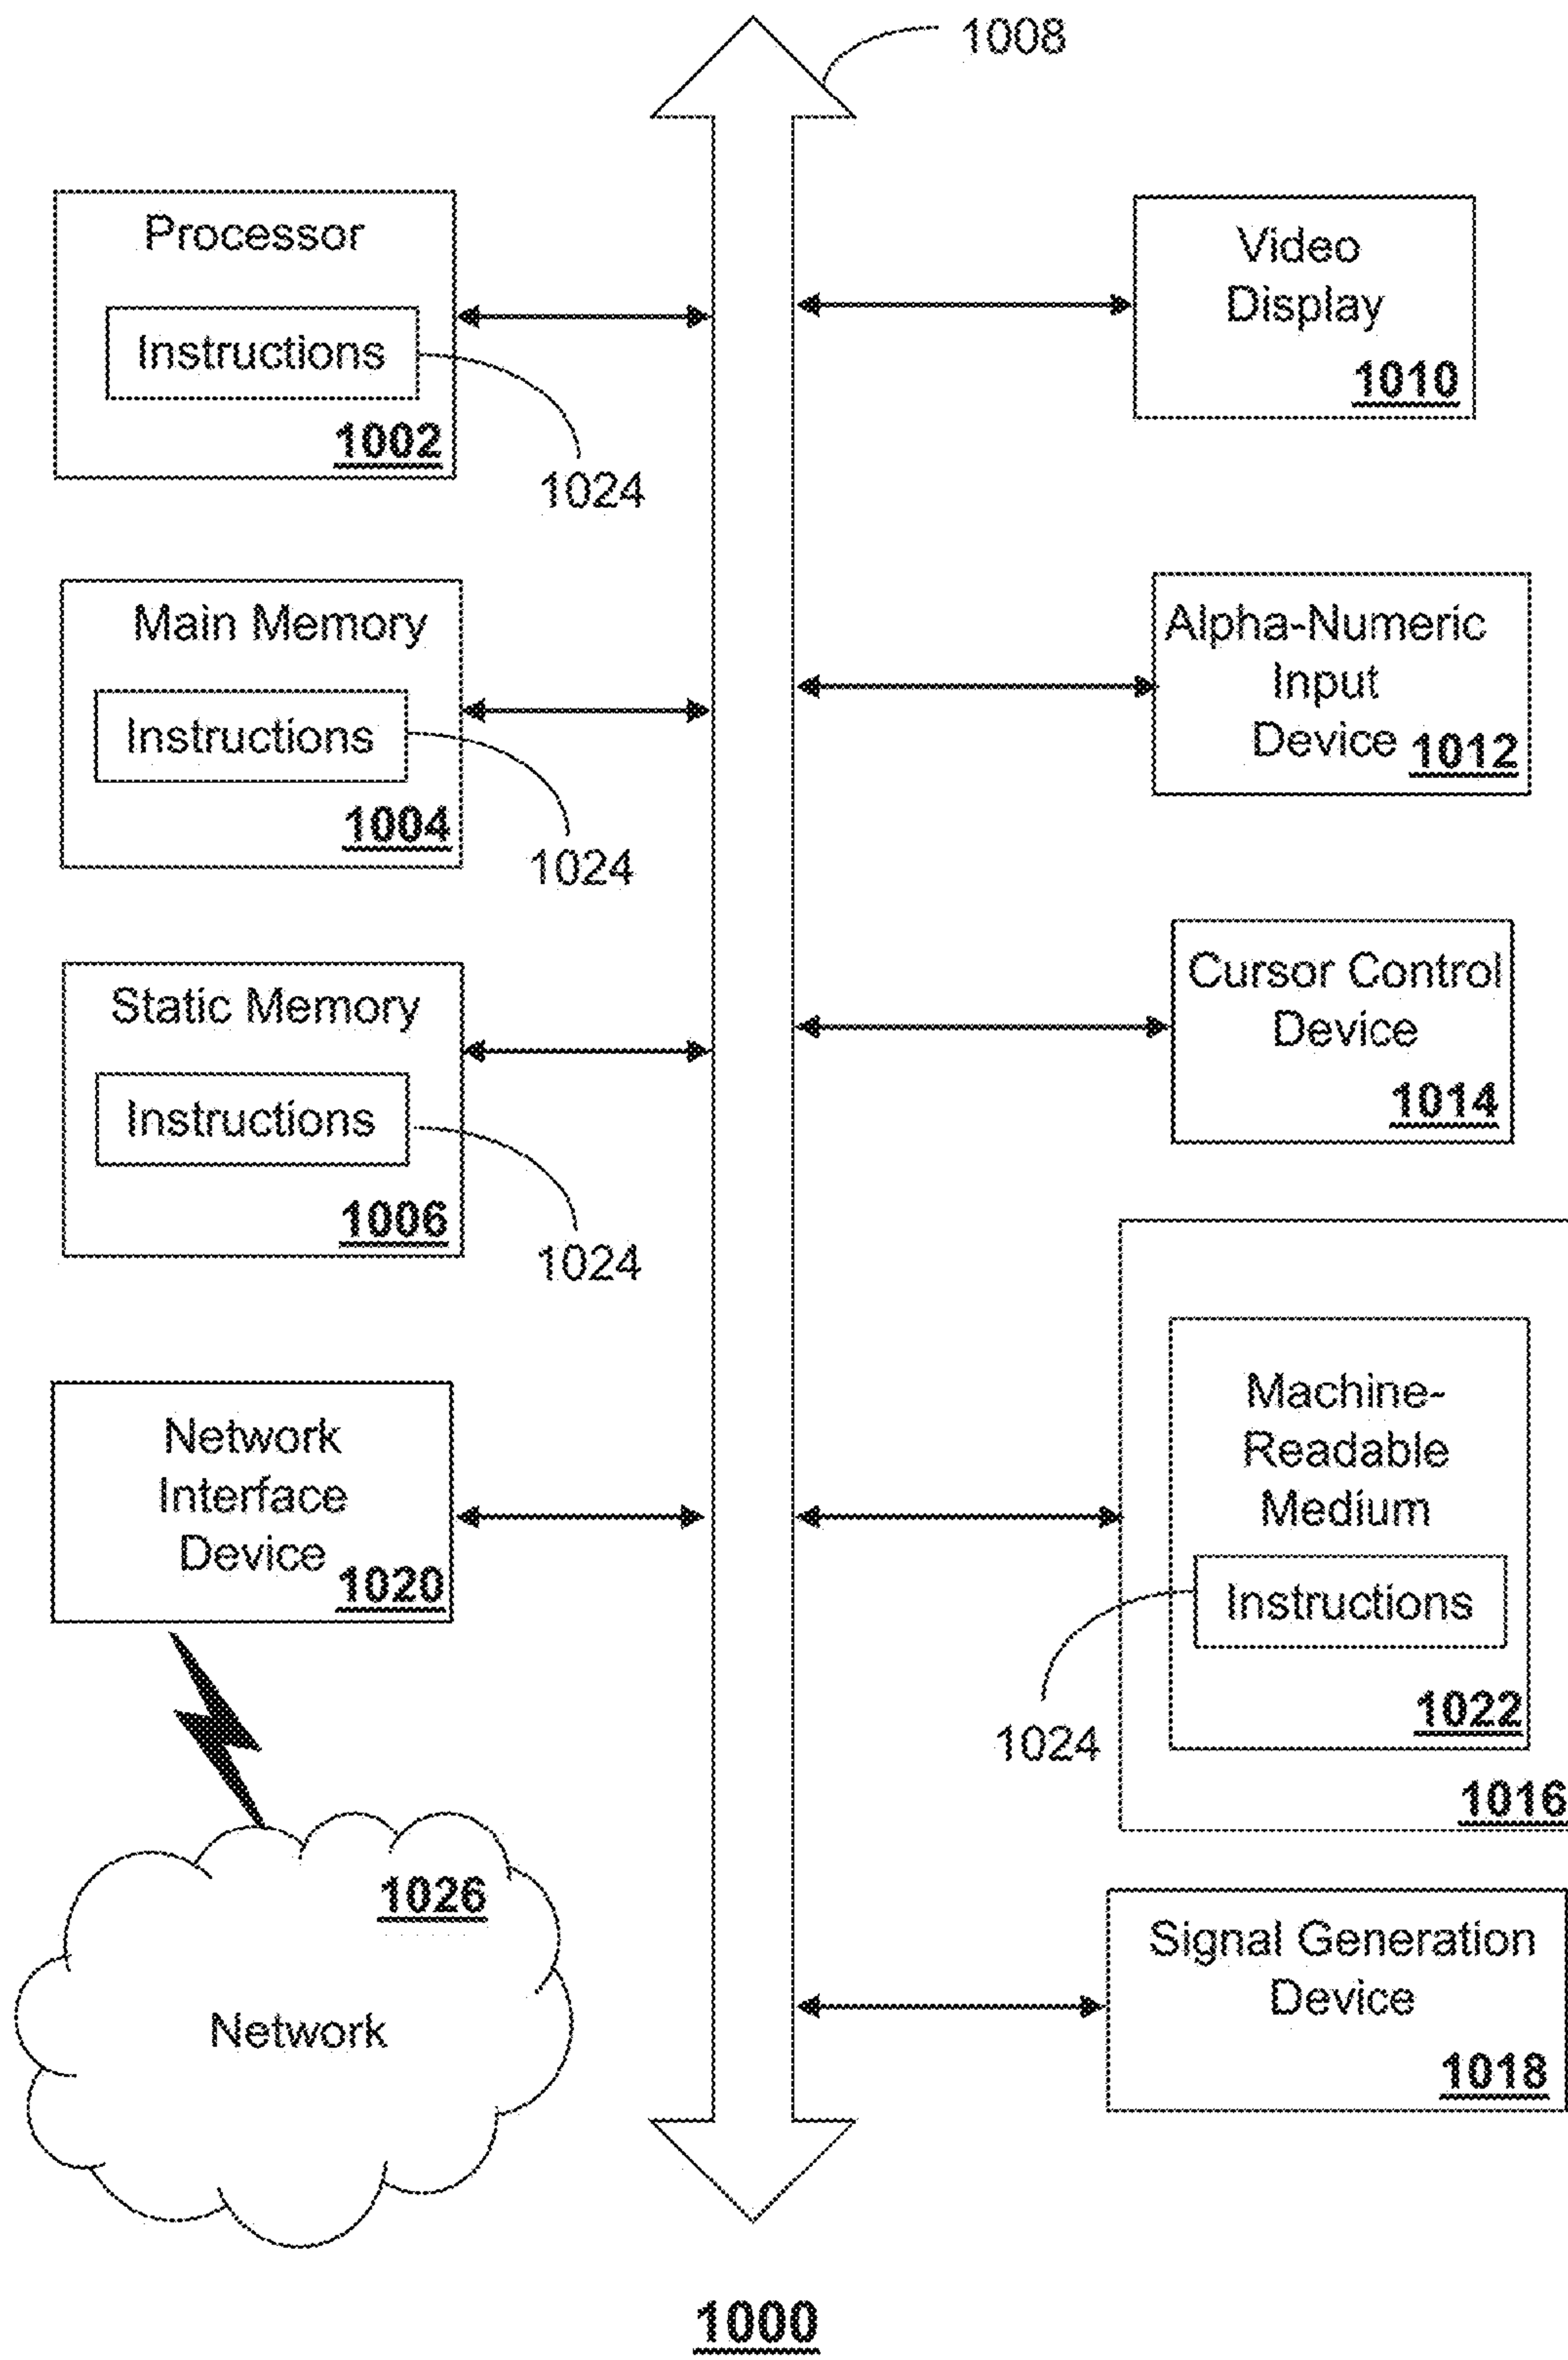 1008
Processor
Instructions
1002
1024
Video
Display
1010
Main Memory
Instructions
1004
1024
Alpha-Numeric
Input
Device 1012
Static Memory
Instructions
1006
1024
Cursor Control
Device
1014
Network
Interface
Device 1020
Machine-
Readable
Medium
Instructions
1022
1024
1016
1026
Network
Signal Generation
Device
1018
1000